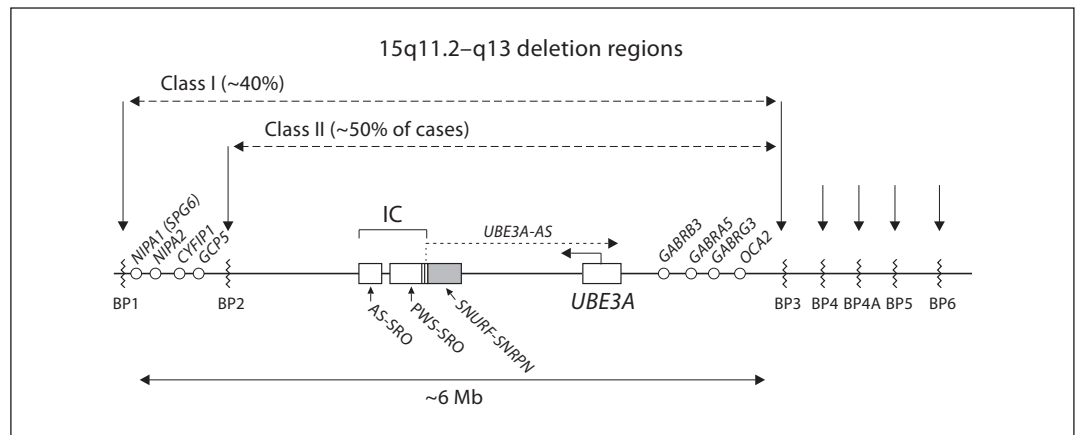 15q11.2–q13 deletion regions
Class I (~40%)
Class II (~50% of cases)
IC
UBE3A-AS
NIPA1 (SPG6)
NIPA2
CYFIP1
GCP5
GABRB3
GABRA5
GABRG3
OCA2
BP1
BP2
AS-SRO
PWS-SRO
SNURF-SNRPN
UBE3A
BP3
BP4
BP4A
BP5
BP6
~6 Mb